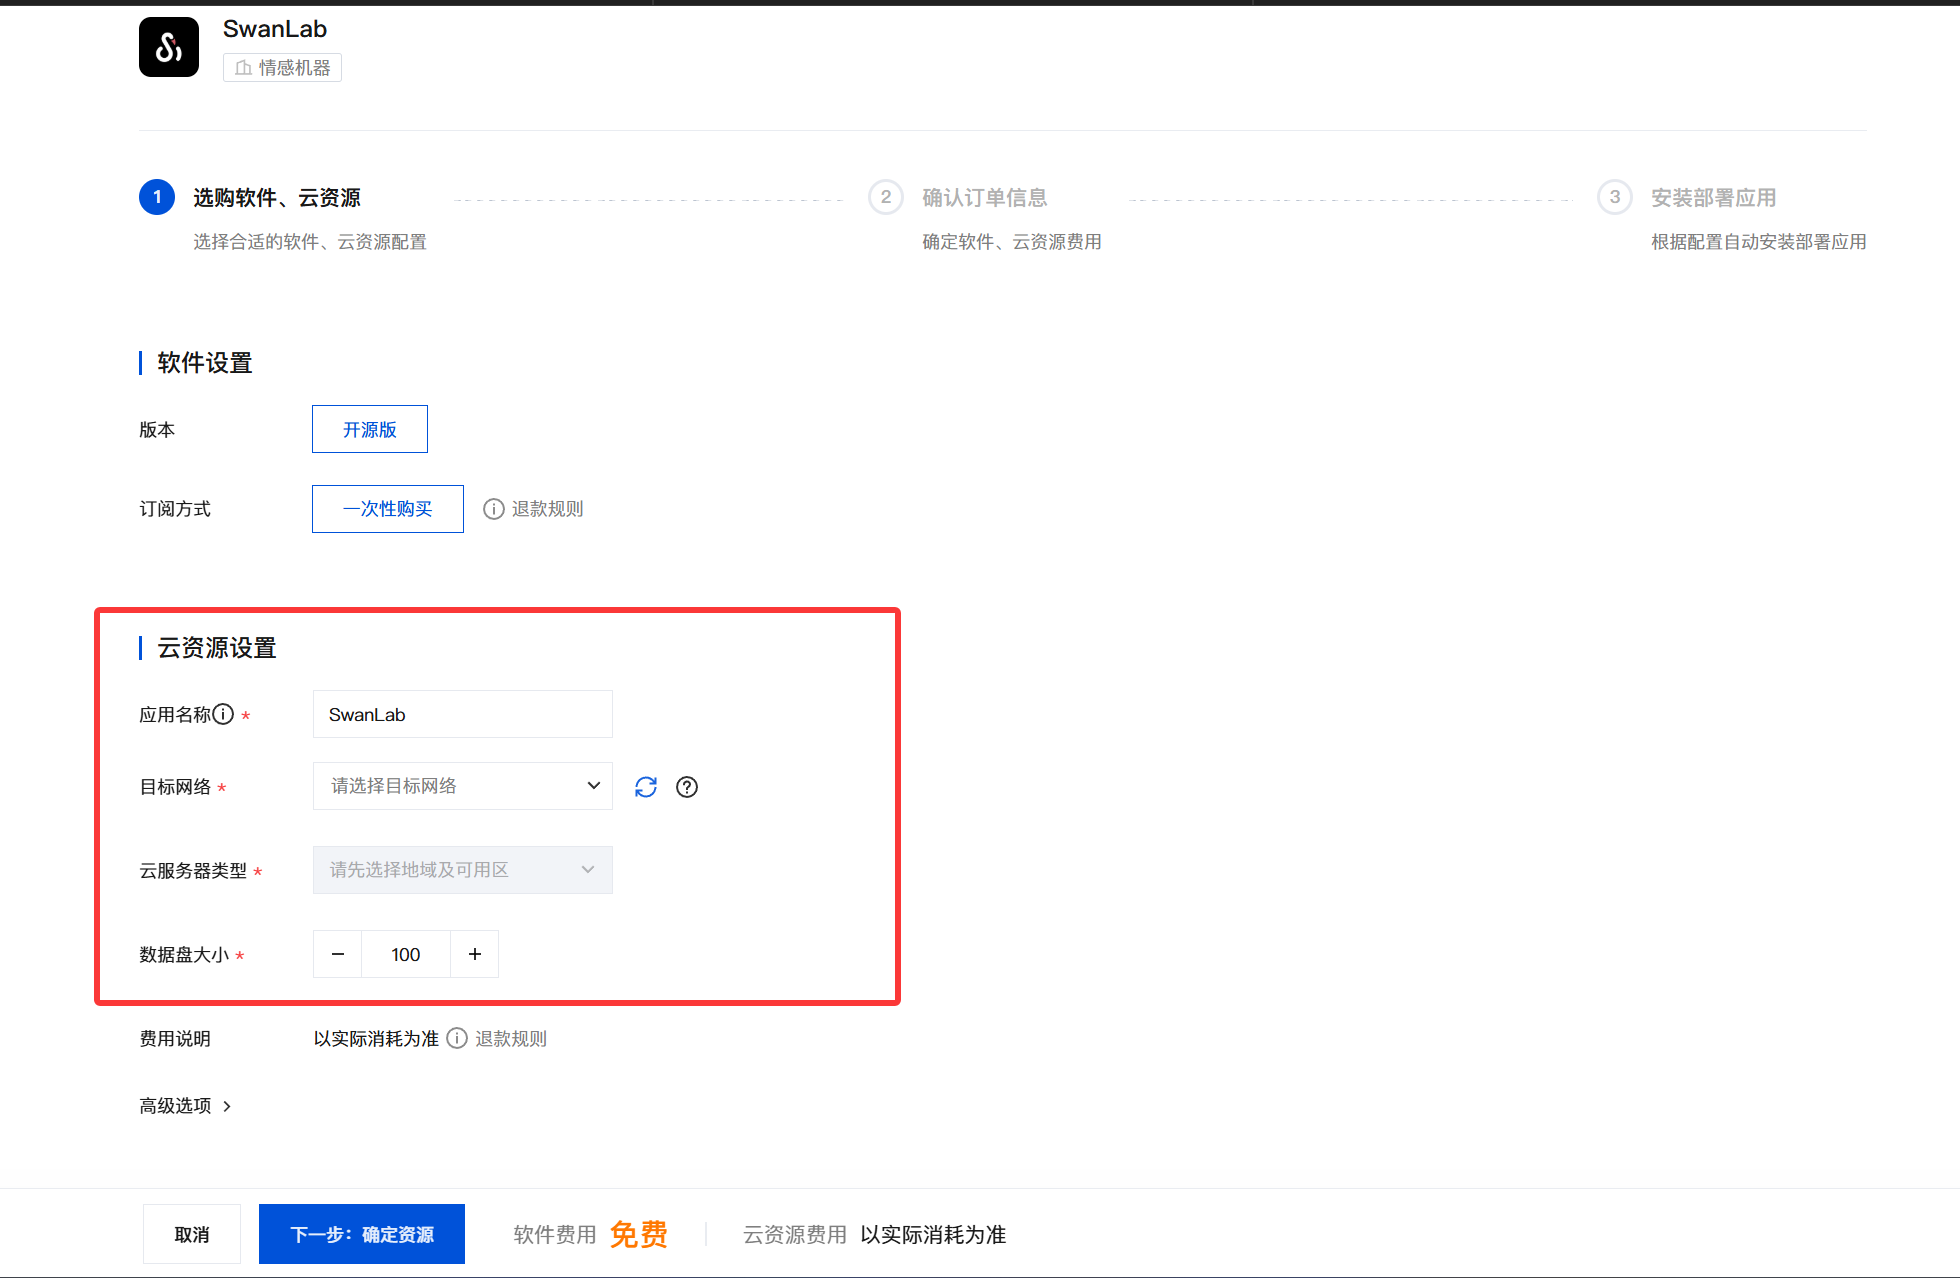 SwanLab
情感机器
1 选购软件、云资源
选择合适的软件、云资源配置
2 确认订单信息
确定软件、云资源费用
3 安装部署应用
根据配置自动安装部署应用
软件设置
版本 开源版
订阅方式 一次性购买 退款规则
云资源设置
应用名称 * SwanLab
目标网络 * 请选择目标网络
云服务器类型 * 请先选择地域及可用区
数据盘大小 * − 100 +
费用说明 以实际消耗为准 退款规则
高级选项
取消 下一步：确定资源 软件费用 免费 云资源费用 以实际消耗为准